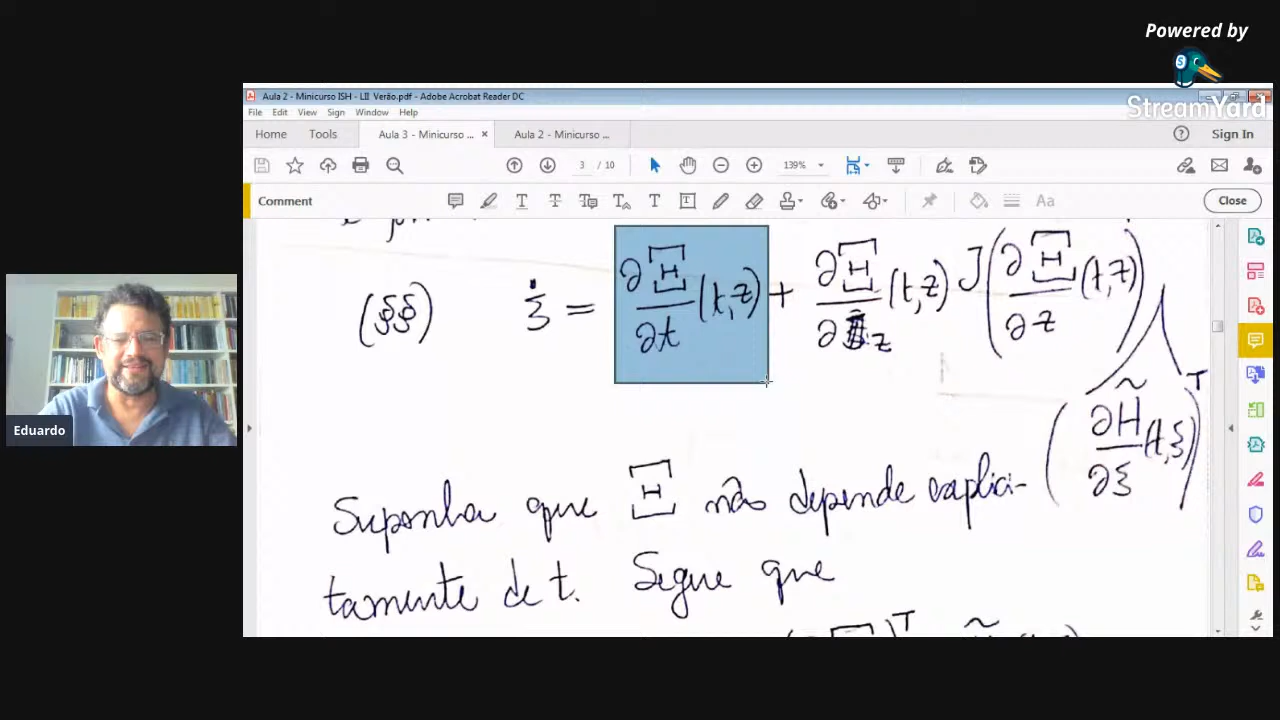 Powered by
StreamYard
Aula 2 - Minicurso ISH - LII Verão.pdf - Adobe Acrobat Reader DC
File Edit View Sign Window Help
Home Tools Aula 3 - Minicurso ... × Aula 2 - Minicurso ... Sign In
3 / 10 139%
Comment Aa Close
(§§) ξ̇ = ∂Ξ/∂t (t,z) + ∂Ξ/∂z (t,z) J (∂Ξ/∂z (t,z))^T
(∂H̃/∂ξ (t,ξ))
Suponha que Ξ não depende explici-
tamente de t. Segue que
Eduardo